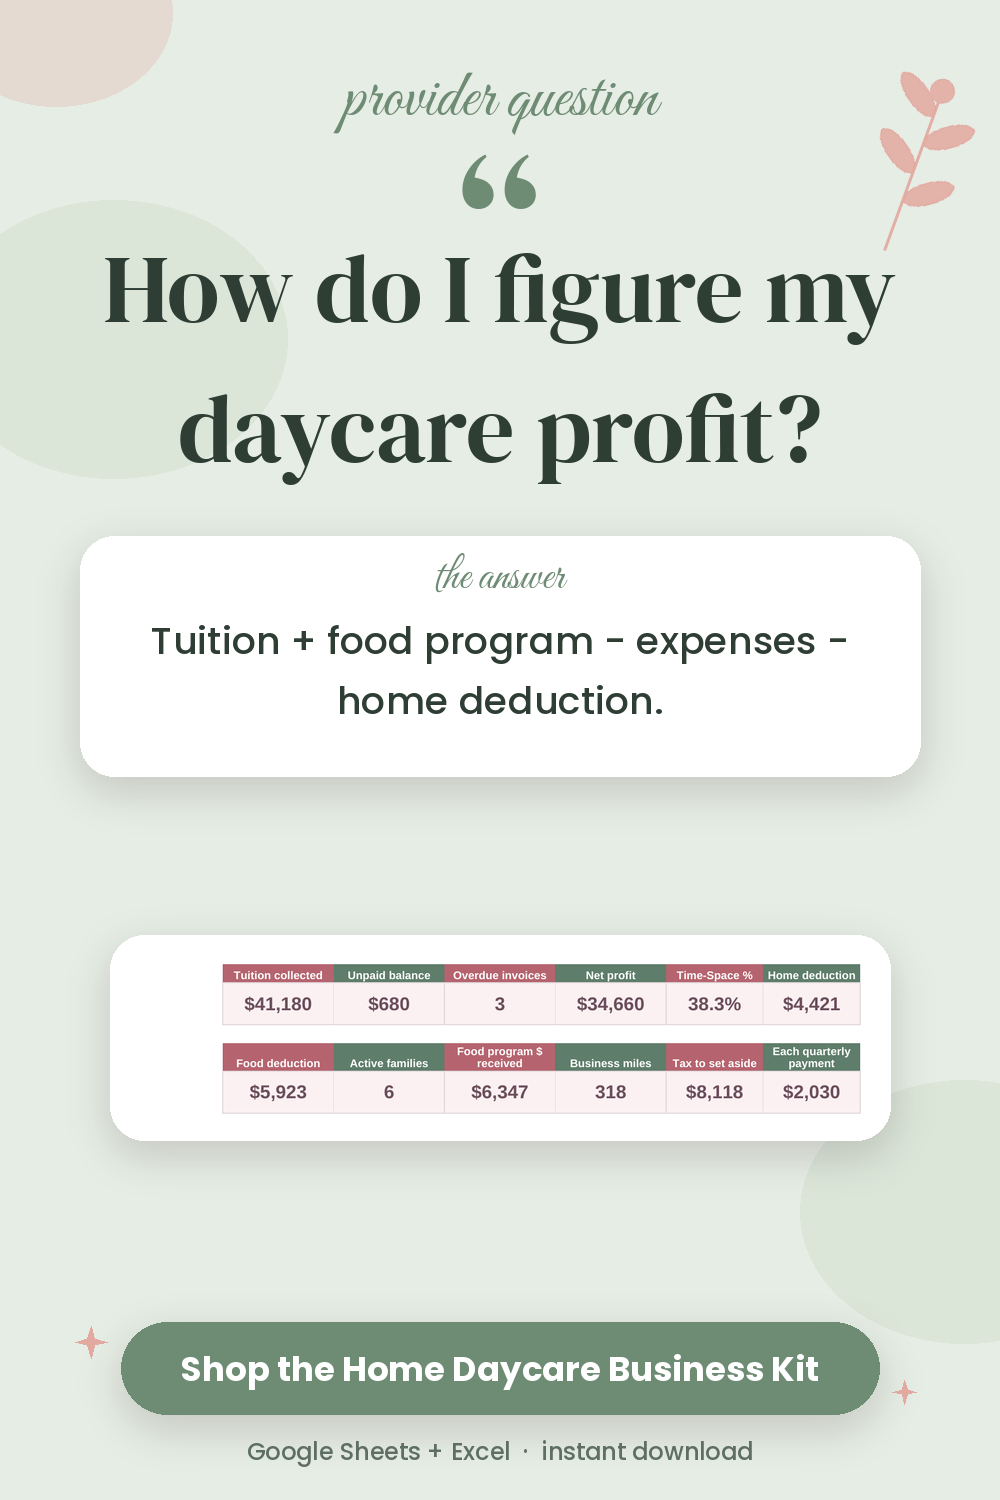 provider question
“
How do I figure my
daycare profit?
the answer
Tuition + food program - expenses -
home deduction.
Tuition collected Unpaid balance Overdue invoices Net profit Time-Space % Home deduction
$41,180 $680 3 $34,660 38.3% $4,421
Food deduction Active families Food program $ received Business miles Tax to set aside Each quarterly payment
$5,923 6 $6,347 318 $8,118 $2,030
Shop the Home Daycare Business Kit
Google Sheets + Excel · instant download